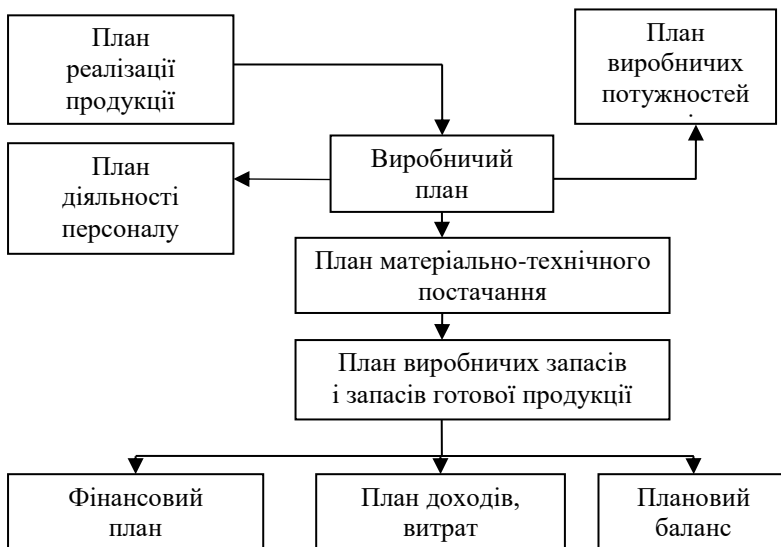 План
реалізації
продукції
План
виробничих
потужностей
План
діяльності
персоналу
Виробничий
план
План матеріально-технічного
постачання
План виробничих запасів
і запасів готової продукції
Фінансовий
план
План доходів,
витрат
Плановий
баланс